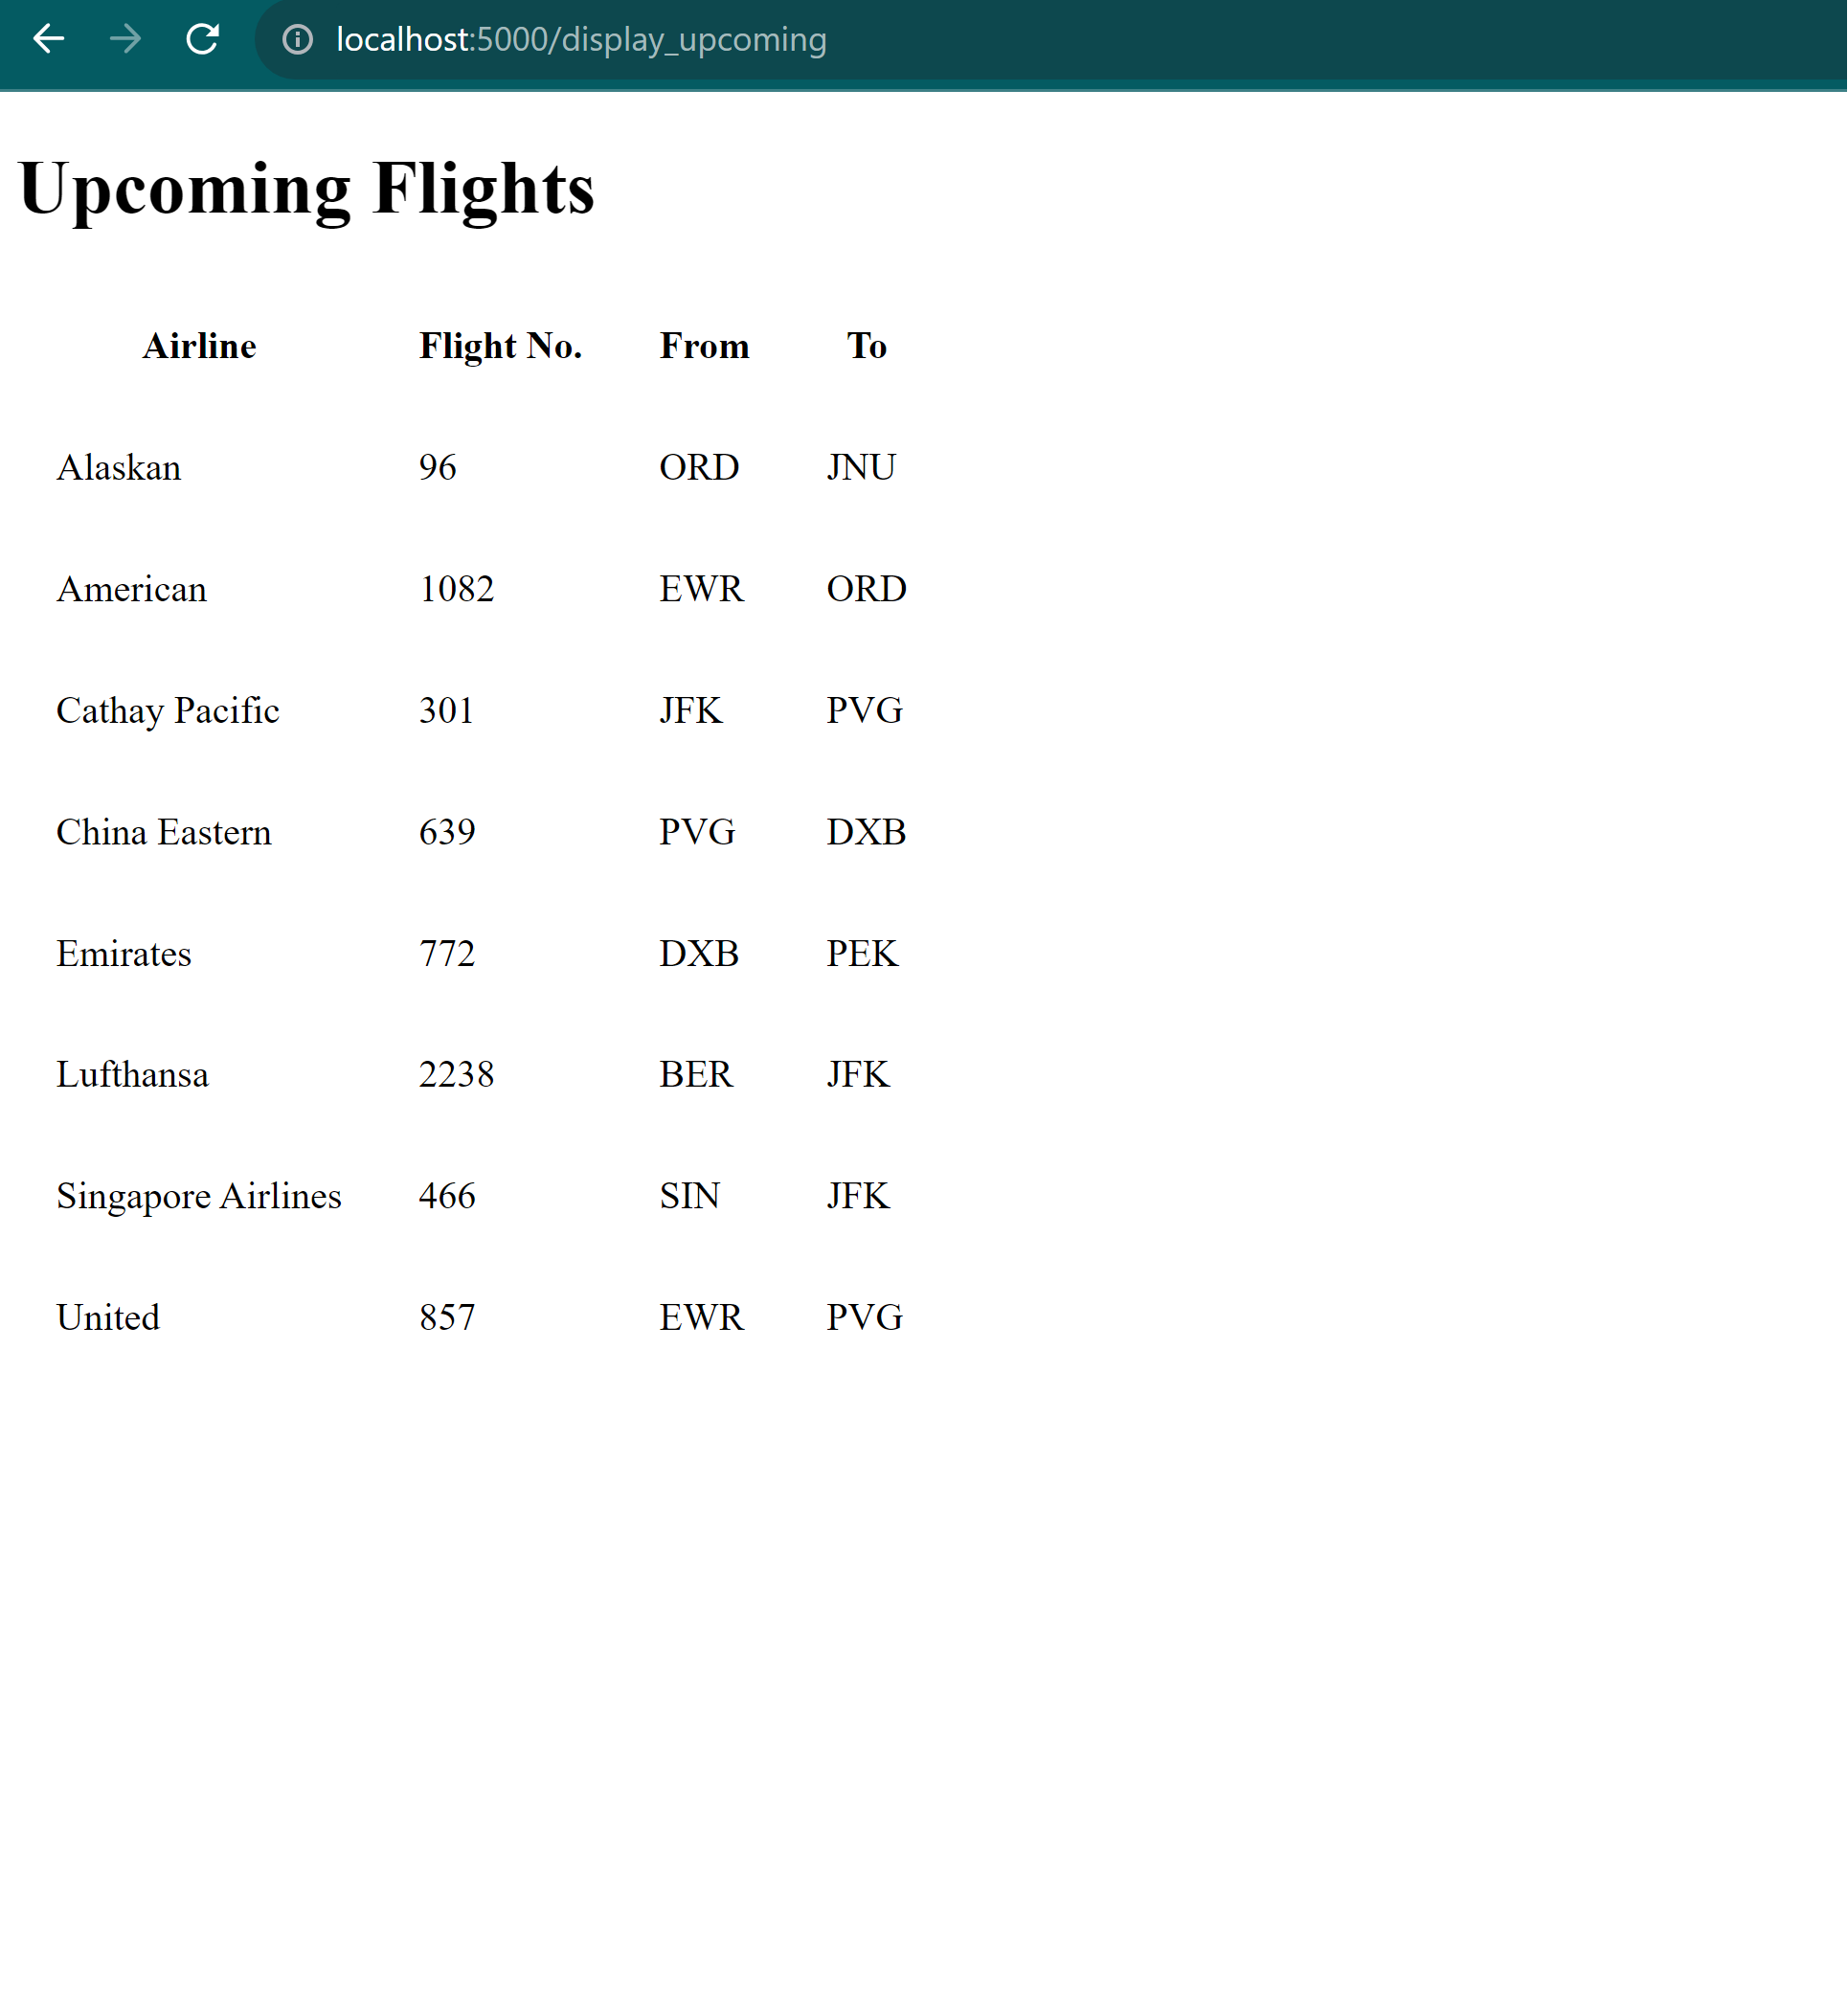 localhost:5000/display_upcoming
Upcoming Flights
Airline Flight No. From To
Alaskan 96 ORD JNU
American 1082 EWR ORD
Cathay Pacific 301 JFK PVG
China Eastern 639 PVG DXB
Emirates 772 DXB PEK
Lufthansa 2238 BER JFK
Singapore Airlines 466 SIN JFK
United 857 EWR PVG